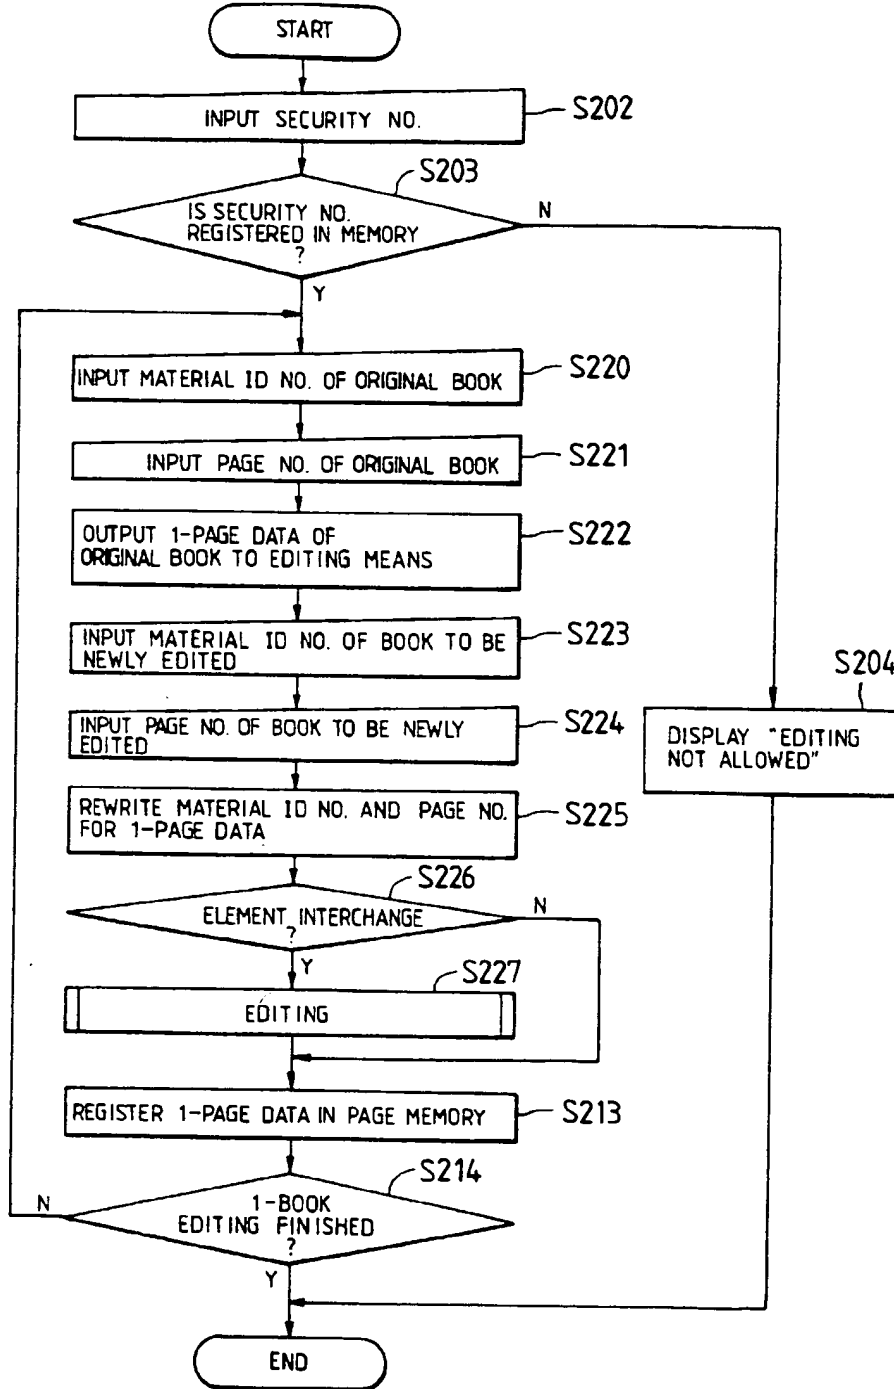 START
INPUT SECURITY NO.
S202
S203
IS SECURITY NO.
REGISTERED IN MEMORY
?
N
Y
INPUT MATERIAL ID NO. OF ORIGINAL BOOK
S220
INPUT PAGE NO. OF ORIGINAL BOOK
S221
OUTPUT 1-PAGE DATA OF
ORIGINAL BOOK TO EDITING MEANS
S222
INPUT MATERIAL ID NO. OF BOOK TO BE
NEWLY EDITED
S223
INPUT PAGE NO. OF BOOK TO BE NEWLY
EDITED
S224
S204
DISPLAY "EDITING
NOT ALLOWED"
REWRITE MATERIAL ID NO. AND PAGE NO.
FOR 1-PAGE DATA
S225
S226
ELEMENT INTERCHANGE
?
N
Y
S227
EDITING
REGISTER 1-PAGE DATA IN PAGE MEMORY
S213
S214
1-BOOK
EDITING FINISHED
?
N
Y
END